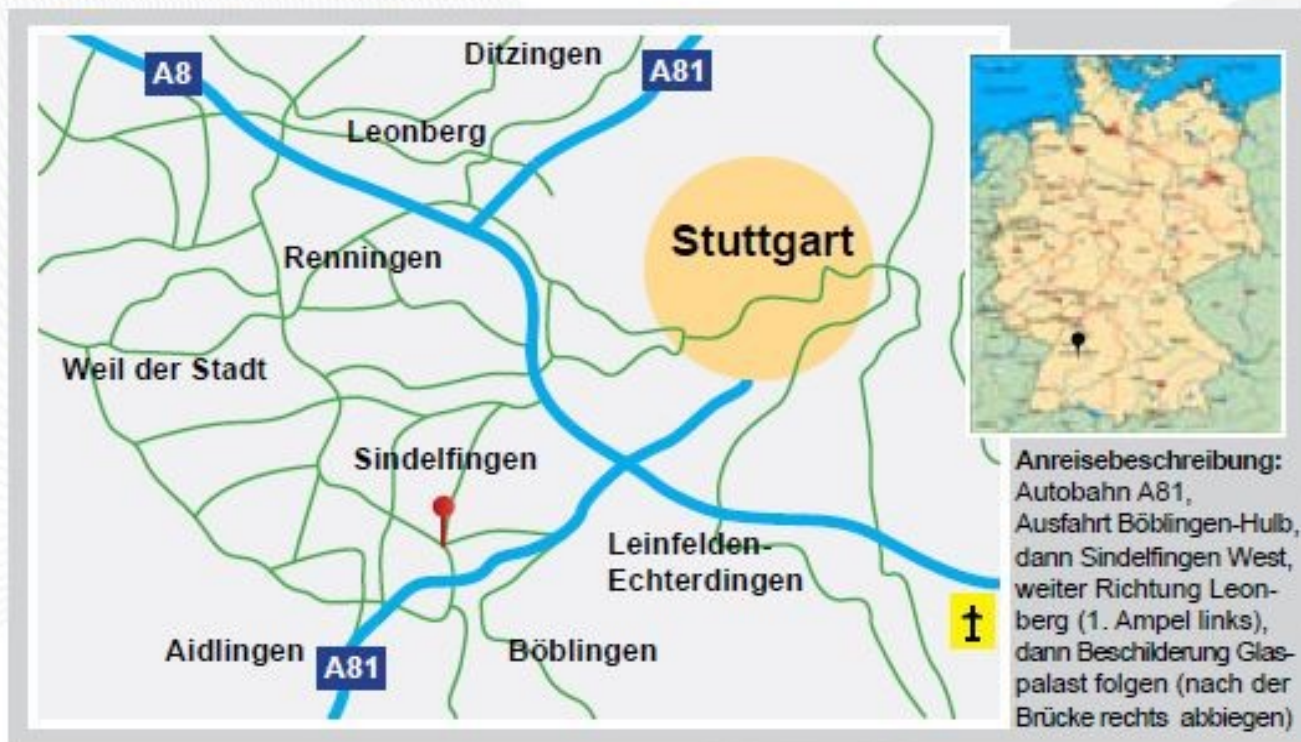 Ditzingen
A8
A81
Leonberg
Stuttgart
Renningen
Weil der Stadt
Sindelfingen
Leinfelden-
Echterdingen
Aidlingen
A81
Böblingen
Anreisebeschreibung:
Autobahn A81,
Ausfahrt Böblingen-Hulb,
dann Sindelfingen West,
weiter Richtung Leon-
berg (1. Ampel links),
dann Beschilderung Glas-
palast folgen (nach der
Brücke rechts abbiegen)